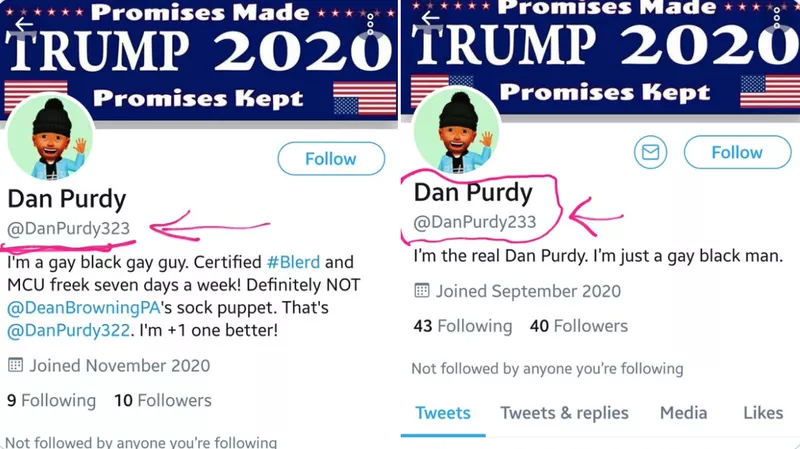 Promises Made
TRUMP 2020
Promises Kept
Follow
Dan Purdy
@DanPurdy323
I'm a gay black gay guy. Certified #Blerd and
MCU freek seven days a week! Definitely NOT
@DeanBrowningPA's sock puppet. That's
@DanPurdy322. I'm +1 one better!
Joined November 2020
9 Following 10 Followers
Not followed by anyone you're following
Promises Made
TRUMP 2020
Promises Kept
Follow
Dan Purdy
@DanPurdy233
I'm the real Dan Purdy. I'm just a gay black man.
Joined September 2020
43 Following 40 Followers
Not followed by anyone you're following
Tweets Tweets & replies Media Likes